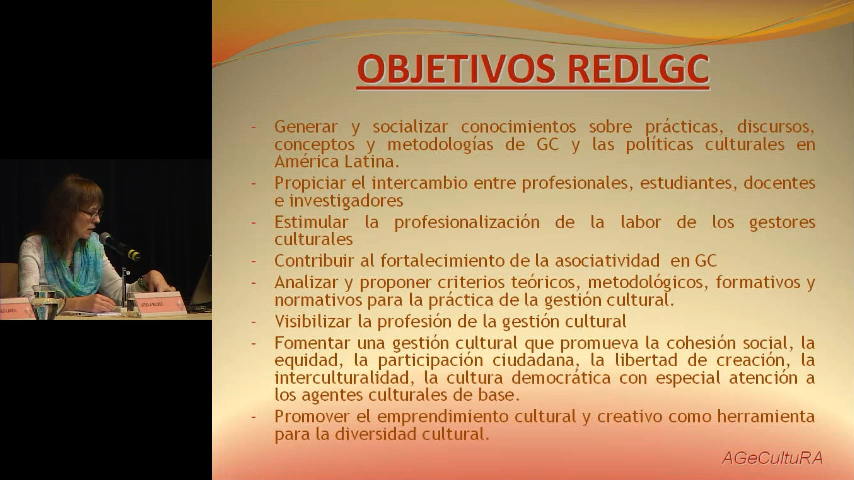 OBJETIVOS REDLGC
- Generar y socializar conocimientos sobre prácticas, discursos,
conceptos y metodologías de GC y las políticas culturales en
América Latina.
- Propiciar el intercambio entre profesionales, estudiantes, docentes
e investigadores
- Estimular la profesionalización de la labor de los gestores
culturales
- Contribuir al fortalecimiento de la asociatividad en GC
- Analizar y proponer criterios teóricos, metodológicos, formativos y
normativos para la práctica de la gestión cultural.
- Visibilizar la profesión de la gestión cultural
- Fomentar una gestión cultural que promueva la cohesión social, la
equidad, la participación ciudadana, la libertad de creación, la
interculturalidad, la cultura democrática con especial atención a
los agentes culturales de base.
- Promover el emprendimiento cultural y creativo como herramienta
para la diversidad cultural.
AGeCultuRA